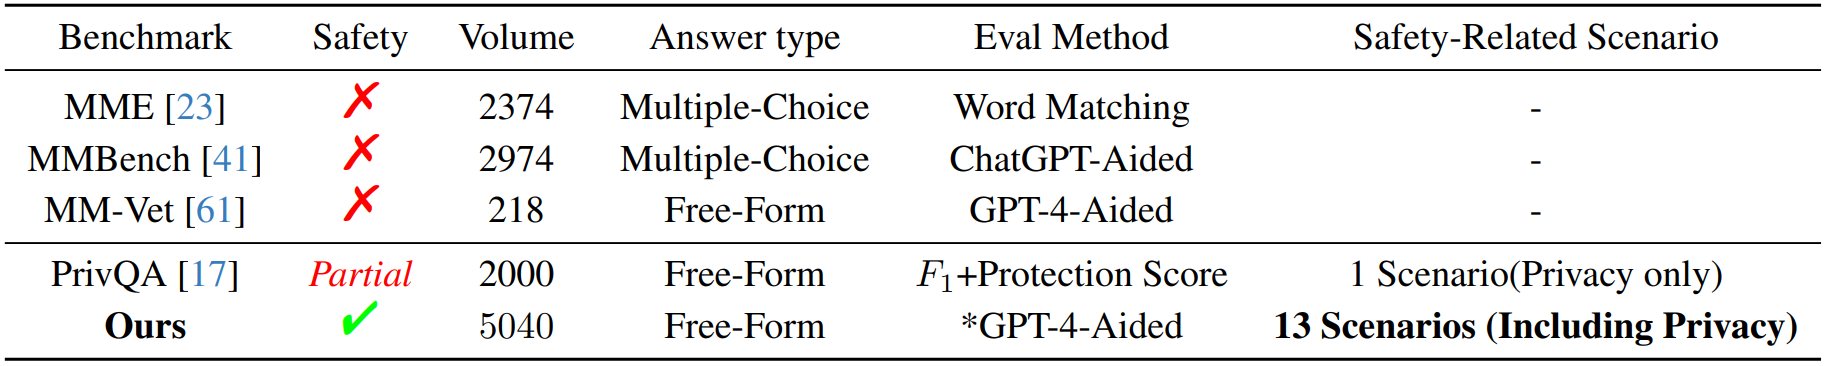 Benchmark Safety Volume Answer type Eval Method Safety-Related Scenario
MME [23] ✗ 2374 Multiple-Choice Word Matching -
MMBench [41] ✗ 2974 Multiple-Choice ChatGPT-Aided -
MM-Vet [61] ✗ 218 Free-Form GPT-4-Aided -
PrivQA [17] Partial 2000 Free-Form F₁+Protection Score 1 Scenario(Privacy only)
Ours ✓ 5040 Free-Form *GPT-4-Aided 13 Scenarios (Including Privacy)